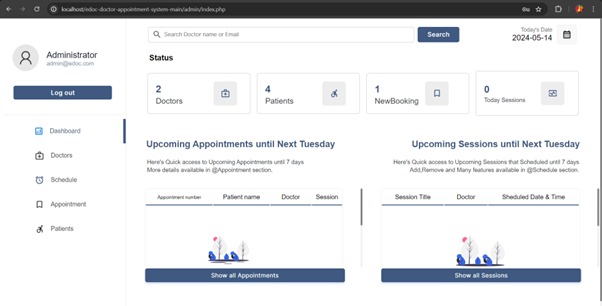 localhost/edoc-doctor-appointment-system-main/admin/index.php
Administrator
admin@edoc.com
Log out
Dashboard
Doctors
Schedule
Appointment
Patients
Search Doctor name or Email
Search
Today's Date
2024-05-14
Status
2
Doctors
4
Patients
1
NewBooking
0
Today Sessions
Upcoming Appointments until Next Tuesday
Here's Quick access to Upcoming Appointments until 7 days
More details available in @Appointment section.
Appointment number Patient name Doctor Session
Show all Appointments
Upcoming Sessions until Next Tuesday
Here's Quick access to Upcoming Sessions that Scheduled until 7 days
Add,Remove and Many features available in @Schedule section.
Session Title Doctor Sheduled Date & Time
Show all Sessions